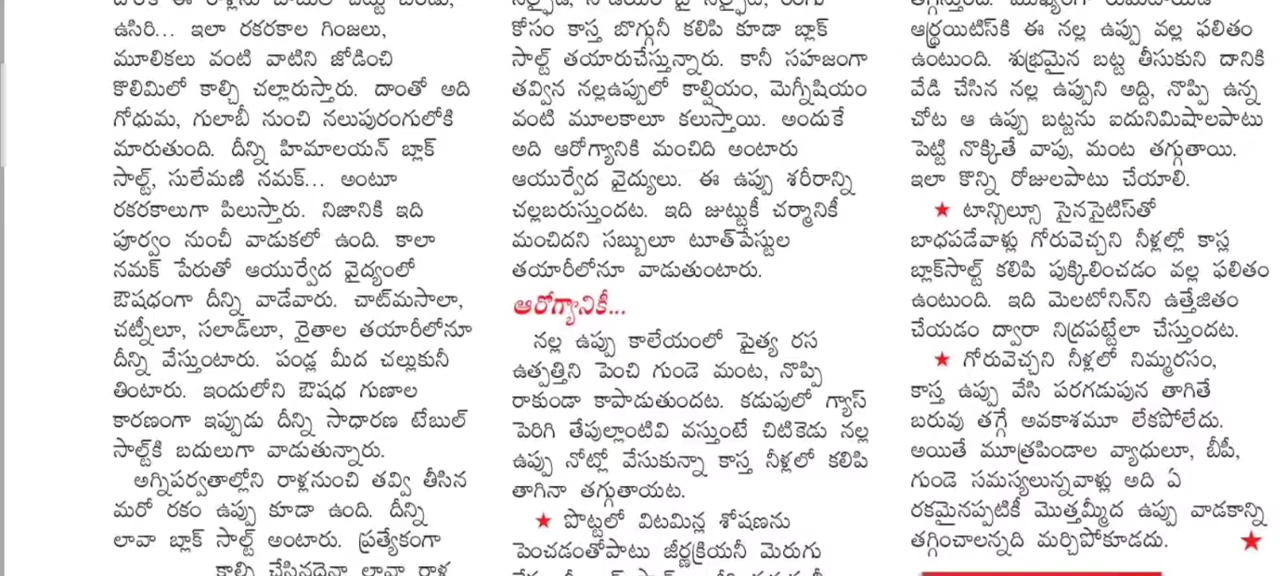 ఉసిరి... ఇలా రకరకాల గింజలు,
మూలికలు వంటి వాటిని జోడించి
కొలిమిలో కాల్చి చల్లారుస్తారు. దాంతో అది
గోధుమ, గులాబీ నుంచి నలుపురంగులోకి
మారుతుంది. దీన్ని హిమాలయన్ బ్లాక్
సాల్ట్, సులేమణి నమక్... అంటూ
రకరకాలుగా పిలుస్తారు. నిజానికి ఇది
పూర్వం నుంచీ వాడుకలో ఉంది. కాలా
నమక్ పేరుతో ఆయుర్వేద వైద్యంలో
ఔషధంగా దీన్ని వాడేవారు. చాట్‌మసాలా,
చట్నీలూ, సలాడ్‌లూ, రైతాల తయారీలోనూ
దీన్ని వేస్తుంటారు. పండ్ల మీద చల్లుకునీ
తింటారు. ఇందులోని ఔషధ గుణాల
కారణంగా ఇప్పుడు దీన్ని సాధారణ టేబుల్
సాల్ట్‌కి బదులుగా వాడుతున్నారు.
అగ్నిపర్వతాల్లోని రాళ్లనుంచి తవ్వి తీసిన
మరో రకం ఉప్పు కూడా ఉంది. దీన్ని
లావా బ్లాక్ సాల్ట్ అంటారు. ప్రత్యేకంగా
కోసం కాస్త బొగ్గునీ కలిపి కూడా బ్లాక్
సాల్ట్ తయారుచేస్తున్నారు. కానీ సహజంగా
తవ్విన నల్లఉప్పులో కాల్షియం, మెగ్నీషియం
వంటి మూలకాలూ కలుస్తాయి. అందుకే
అది ఆరోగ్యానికి మంచిది అంటారు
ఆయుర్వేద వైద్యులు. ఈ ఉప్పు శరీరాన్ని
చల్లబరుస్తుందట. ఇది జుట్టుకీ చర్మానికీ
మంచిదని సబ్బులూ టూత్‌పేస్టుల
తయారీలోనూ వాడుతుంటారు.
ఆరోగ్యానికీ...
నల్ల ఉప్పు కాలేయంలో పైత్య రస
ఉత్పత్తిని పెంచి గుండె మంట, నొప్పి
రాకుండా కాపాడుతుందట. కడుపులో గ్యాస్
పెరిగి తేపుల్లాంటివి వస్తుంటే చిటికెడు నల్ల
ఉప్పు నోట్లో వేసుకున్నా కాస్త నీళ్లలో కలిపి
తాగినా తగ్గుతాయట.
★ పొట్టలో విటమిన్ల శోషణను
పెంచడంతోపాటు జీర్ణక్రియనీ మెరుగు
ఆర్థ్రయిటిస్‌కి ఈ నల్ల ఉప్పు వల్ల ఫలితం
ఉంటుంది. శుభ్రమైన బట్ట తీసుకుని దానికి
వేడి చేసిన నల్ల ఉప్పుని అద్ది, నొప్పి ఉన్న
చోట ఆ ఉప్పు బట్టను ఐదునిమిషాలపాటు
పెట్టి నొక్కితే వాపు, మంట తగ్గుతాయి.
ఇలా కొన్ని రోజులపాటు చేయాలి.
★ టాన్సిల్సూ సైనసైటిస్‌తో
బాధపడేవాళ్లు గోరువెచ్చని నీళ్లల్లో కాస్త
బ్లాక్‌సాల్ట్ కలిపి పుక్కిలించడం వల్ల ఫలితం
ఉంటుంది. ఇది మెలటోనిన్‌ని ఉత్తేజితం
చేయడం ద్వారా నిద్రపట్టేలా చేస్తుందట.
★ గోరువెచ్చని నీళ్లలో నిమ్మరసం,
కాస్త ఉప్పు వేసి పరగడుపున తాగితే
బరువు తగ్గే అవకాశమూ లేకపోలేదు.
అయితే మూత్రపిండాల వ్యాధులూ, బీపీ,
గుండె సమస్యలున్నవాళ్లు అది ఏ
రకమైనప్పటికీ మొత్తమ్మీద ఉప్పు వాడకాన్ని
తగ్గించాలన్నది మర్చిపోకూడదు. ★